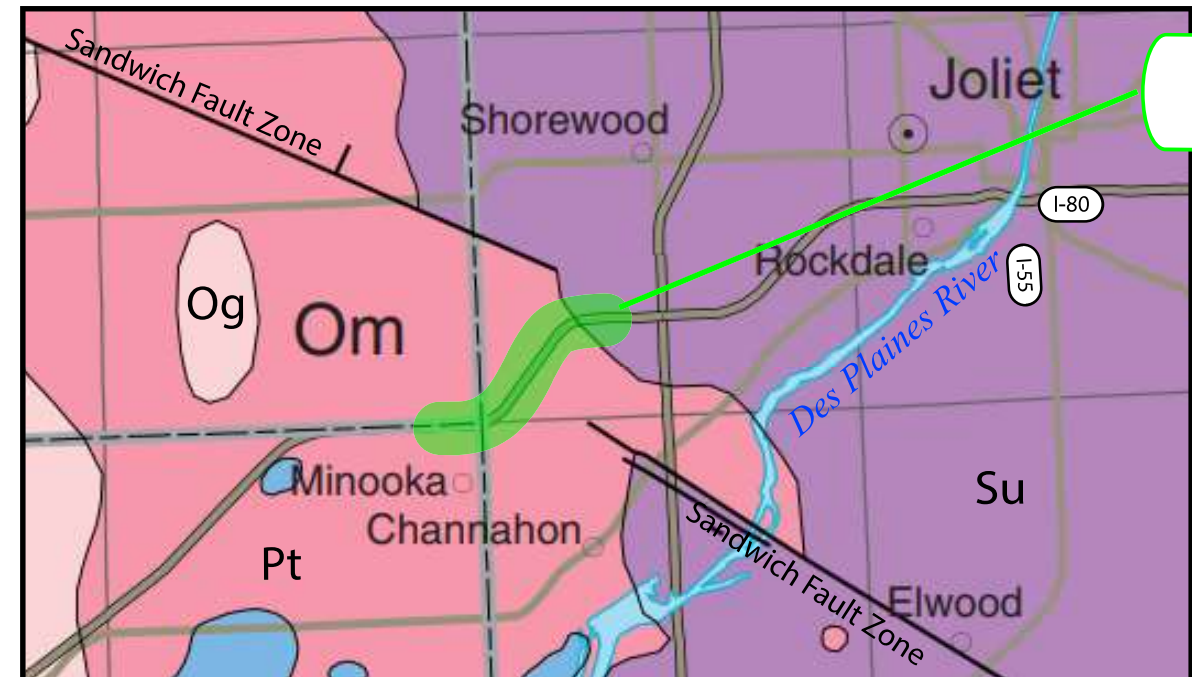 Sandwich Fault Zone
Joliet
Shorewood
I-80
Rockdale
I-55
Og
Om
Des Plaines River
Minooka
Su
Channahon
Pt
Sandwich Fault Zone
Elwood